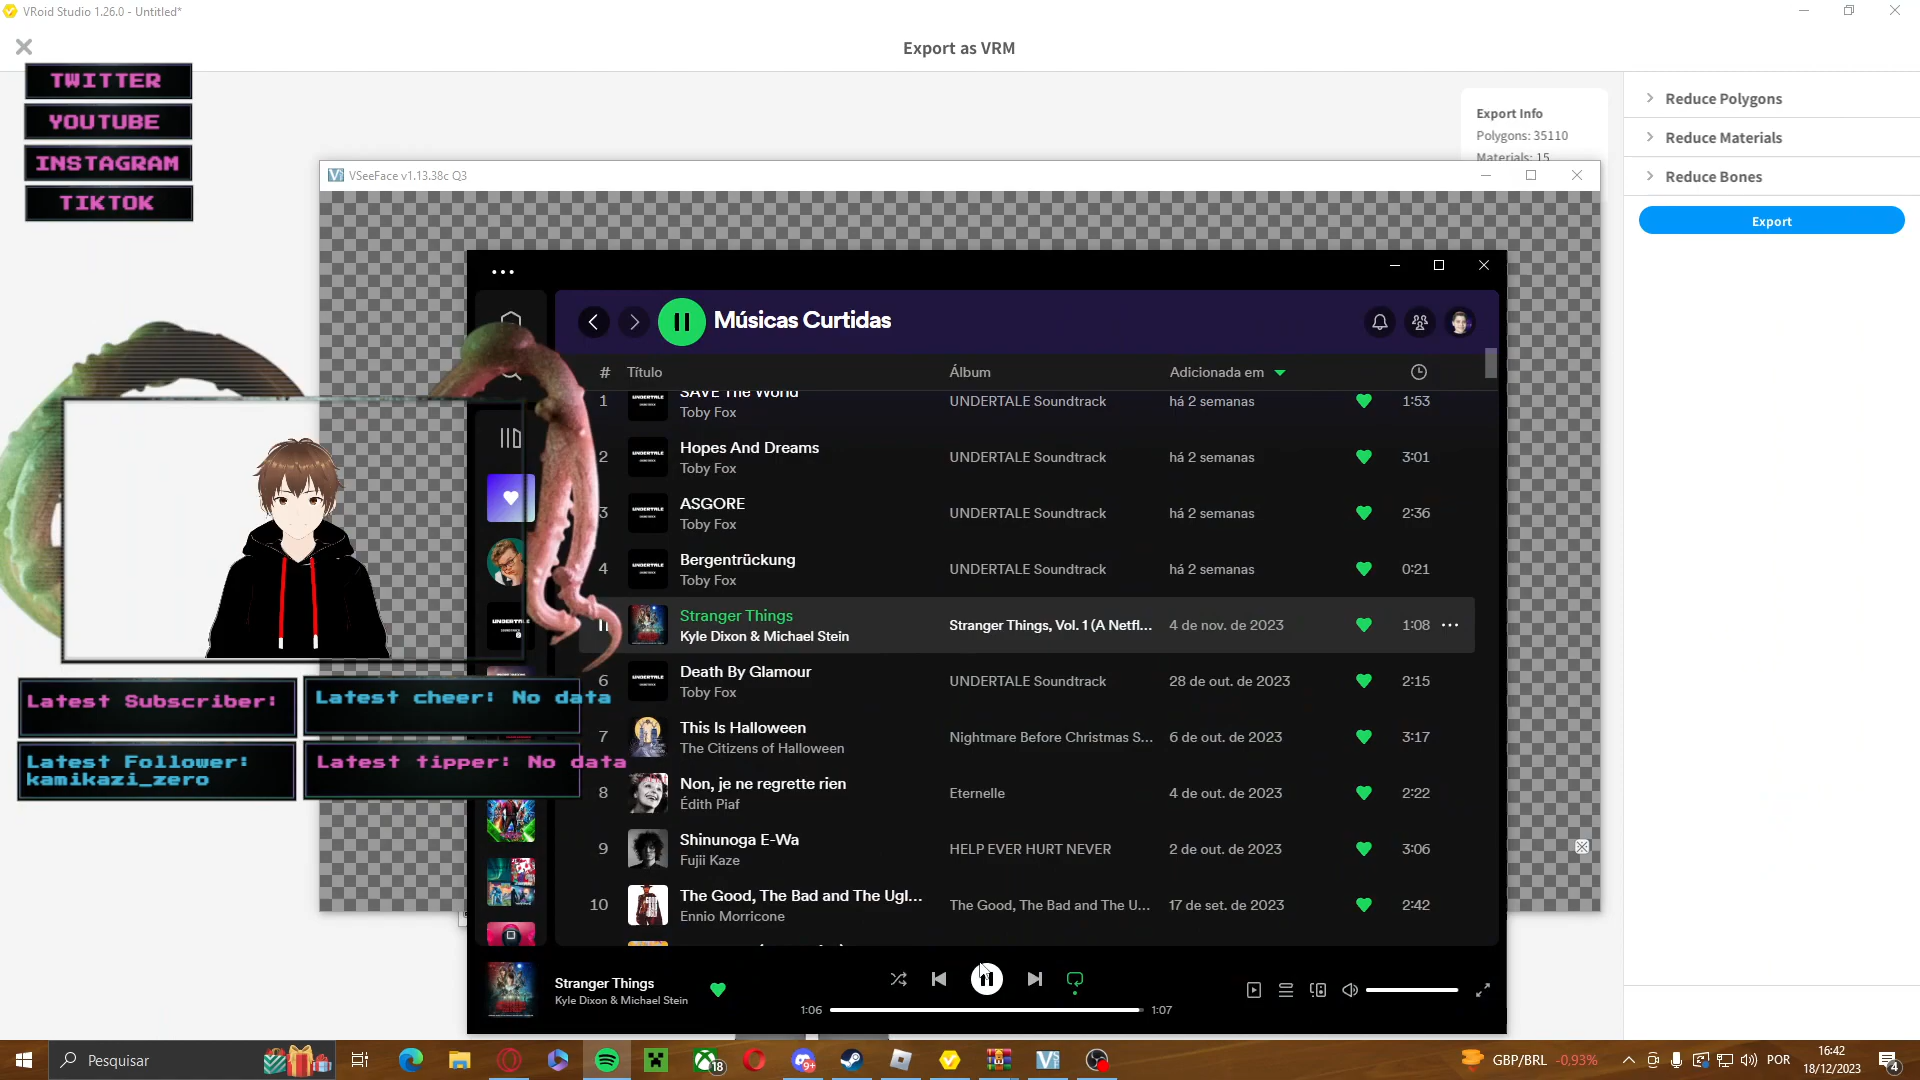 VRoid Studio 1.26.0 - Untitled*
Export as VRM
TWITTER
YOUTUBE
INSTAGRAM
TIKTOK
Export Info
Polygons: 35110
Materials: 15
Reduce Polygons
Reduce Materials
Reduce Bones
Export
VSeeFace v1.13.38c Q3
Músicas Curtidas
# Título Álbum Adicionada em
1 SAVE The World UNDERTALE Soundtrack há 2 semanas 1:53
Toby Fox
2 Hopes And Dreams UNDERTALE Soundtrack há 2 semanas 3:01
Toby Fox
3 ASGORE UNDERTALE Soundtrack há 2 semanas 2:36
Toby Fox
4 Bergentrückung UNDERTALE Soundtrack há 2 semanas 0:21
Toby Fox
Stranger Things Stranger Things, Vol. 1 (A Netfl... 4 de nov. de 2023 1:08
Kyle Dixon & Michael Stein
6 Death By Glamour UNDERTALE Soundtrack 28 de out. de 2023 2:15
Toby Fox
7 This Is Halloween Nightmare Before Christmas S... 6 de out. de 2023 3:17
The Citizens of Halloween
8 Non, je ne regrette rien Eternelle 4 de out. de 2023 2:22
Édith Piaf
9 Shinunoga E-Wa HELP EVER HURT NEVER 2 de out. de 2023 3:06
Fujii Kaze
10 The Good, The Bad and The Ugl... The Good, The Bad and The U... 17 de set. de 2023 2:42
Ennio Morricone
Latest Subscriber:
Latest cheer: No data
Latest Follower:
kamikazi_zero
Latest tipper: No data
Stranger Things
Kyle Dixon & Michael Stein
1:06
1:07
Pesquisar
18
9+
GBP/BRL -0,93%
POR
16:42
18/12/2023
4